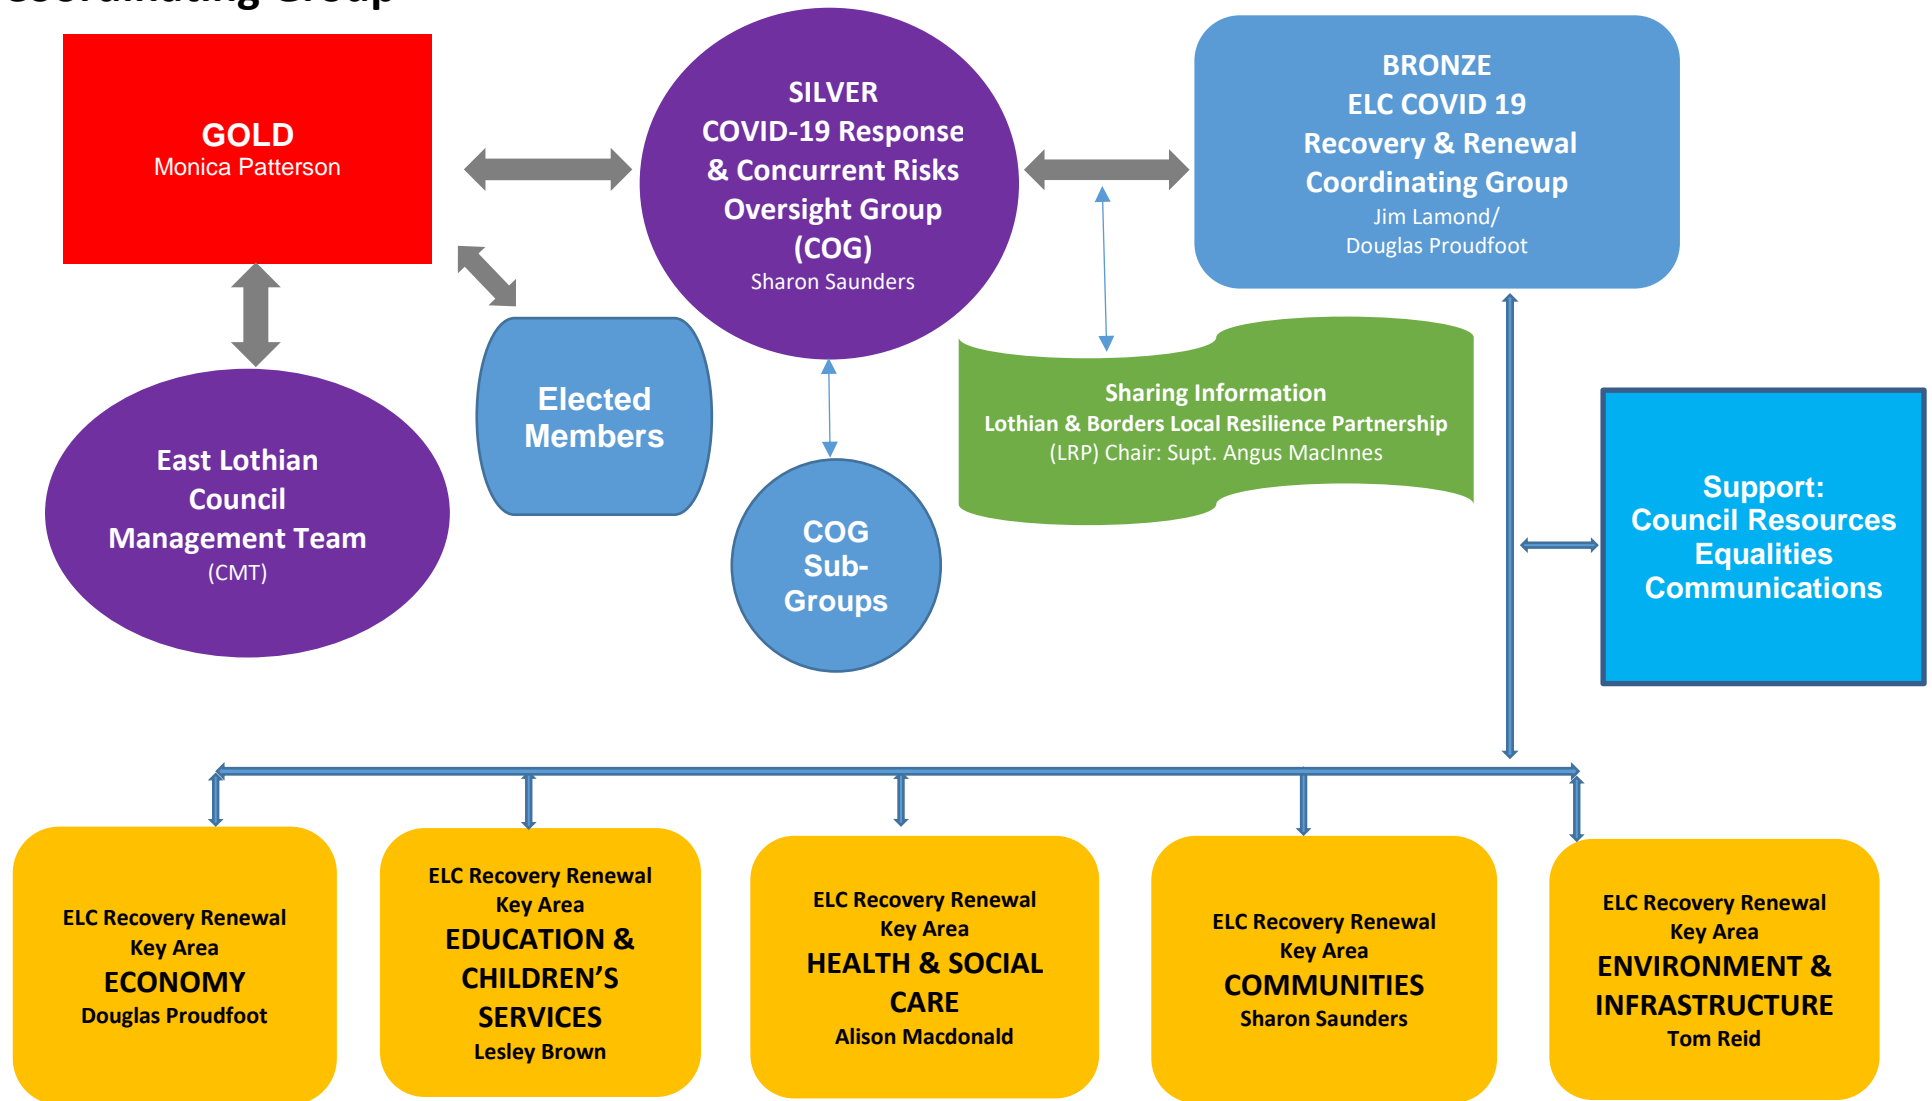 Coordinating Group
GOLD
Monica Patterson
SILVER
COVID-19 Response
& Concurrent Risks
Oversight Group
(COG)
Sharon Saunders
BRONZE
ELC COVID 19
Recovery & Renewal
Coordinating Group
Jim Lamond/
Douglas Proudfoot
East Lothian
Council
Management Team
(CMT)
Elected
Members
COG
Sub-
Groups
Sharing Information
Lothian & Borders Local Resilience Partnership
(LRP) Chair: Supt. Angus MacInnes
Support:
Council Resources
Equalities
Communications
ELC Recovery Renewal
Key Area
ECONOMY
Douglas Proudfoot
ELC Recovery Renewal
Key Area
EDUCATION &
CHILDREN’S
SERVICES
Lesley Brown
ELC Recovery Renewal
Key Area
HEALTH & SOCIAL
CARE
Alison Macdonald
ELC Recovery Renewal
Key Area
COMMUNITIES
Sharon Saunders
ELC Recovery Renewal
Key Area
ENVIRONMENT &
INFRASTRUCTURE
Tom Reid